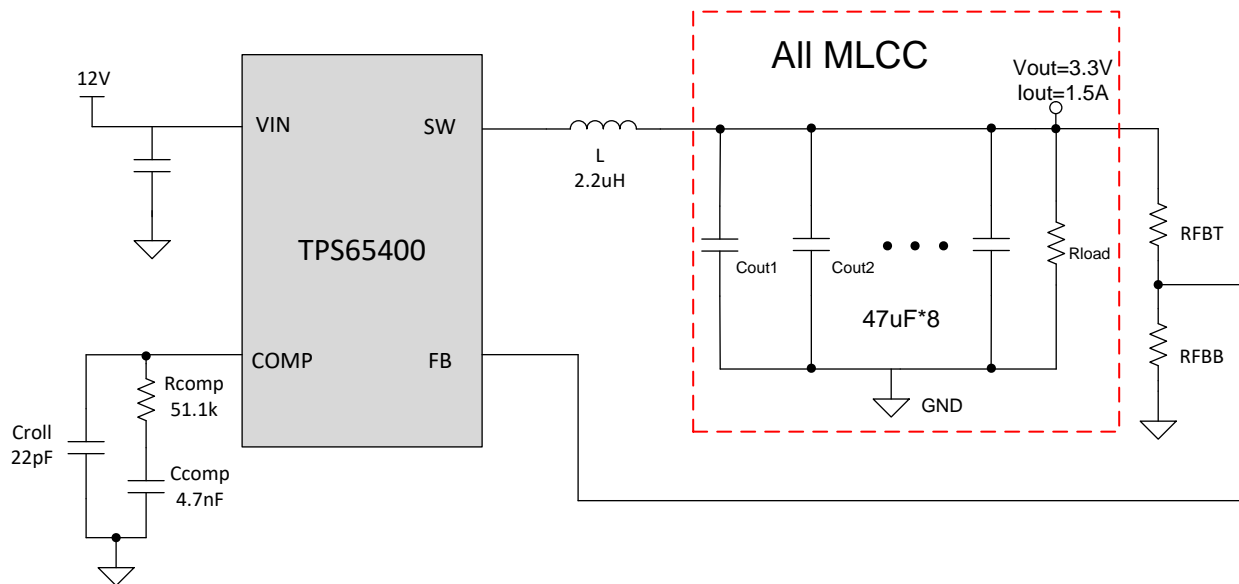 All MLCC
Vout=3.3V
Iout=1.5A
12V
VIN
SW
L
2.2uH
TPS65400
RFBT
Cout1
Cout2
Rload
47uF*8
RFBB
COMP
FB
Rcomp
51.1k
GND
Croll
22pF
Ccomp
4.7nF